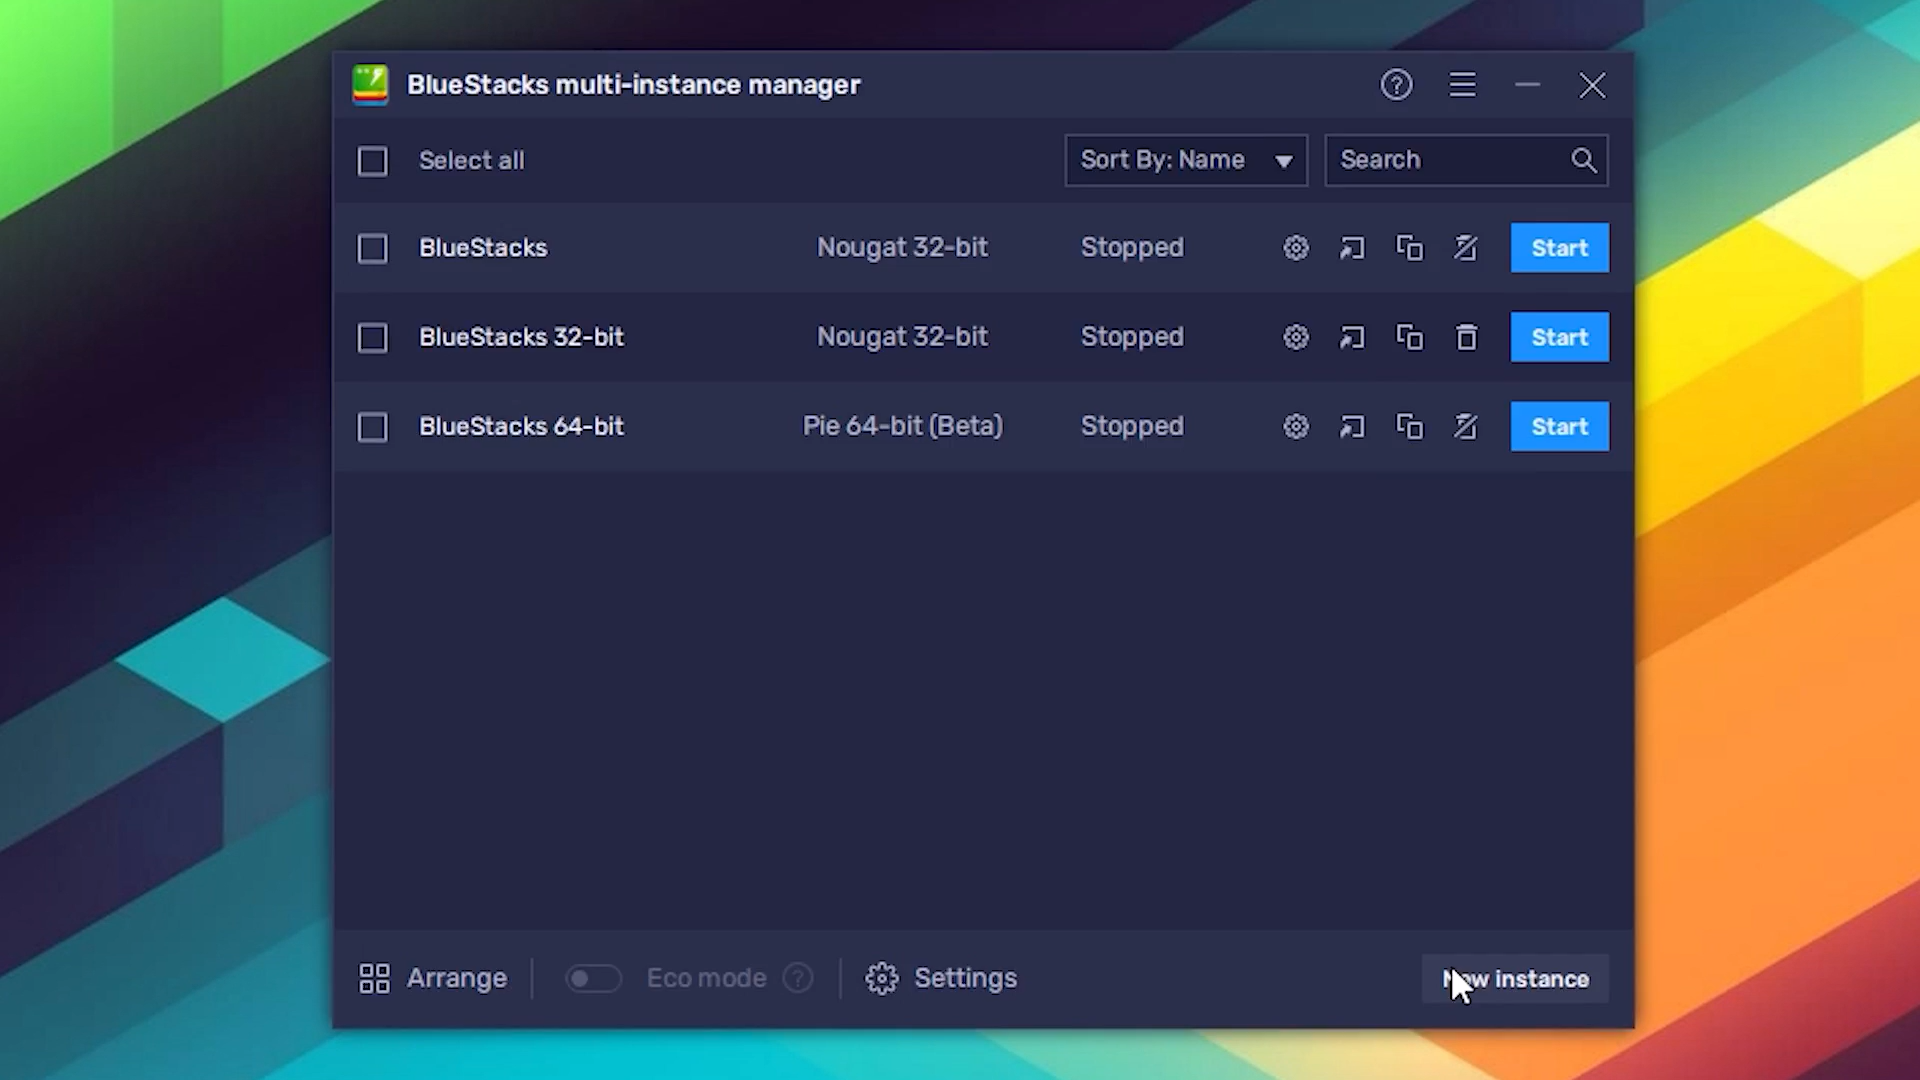 BlueStacks multi-instance manager
Select all
Sort By: Name
Search
BlueStacks Nougat 32-bit Stopped Start
BlueStacks 32-bit Nougat 32-bit Stopped Start
BlueStacks 64-bit Pie 64-bit (Beta) Stopped Start
Arrange Eco mode ? Settings New instance